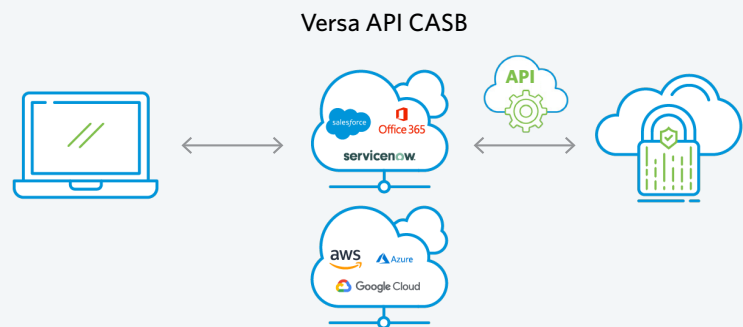 Versa API CASB
API
salesforce
Office 365
servicenow
aws
Azure
Google Cloud